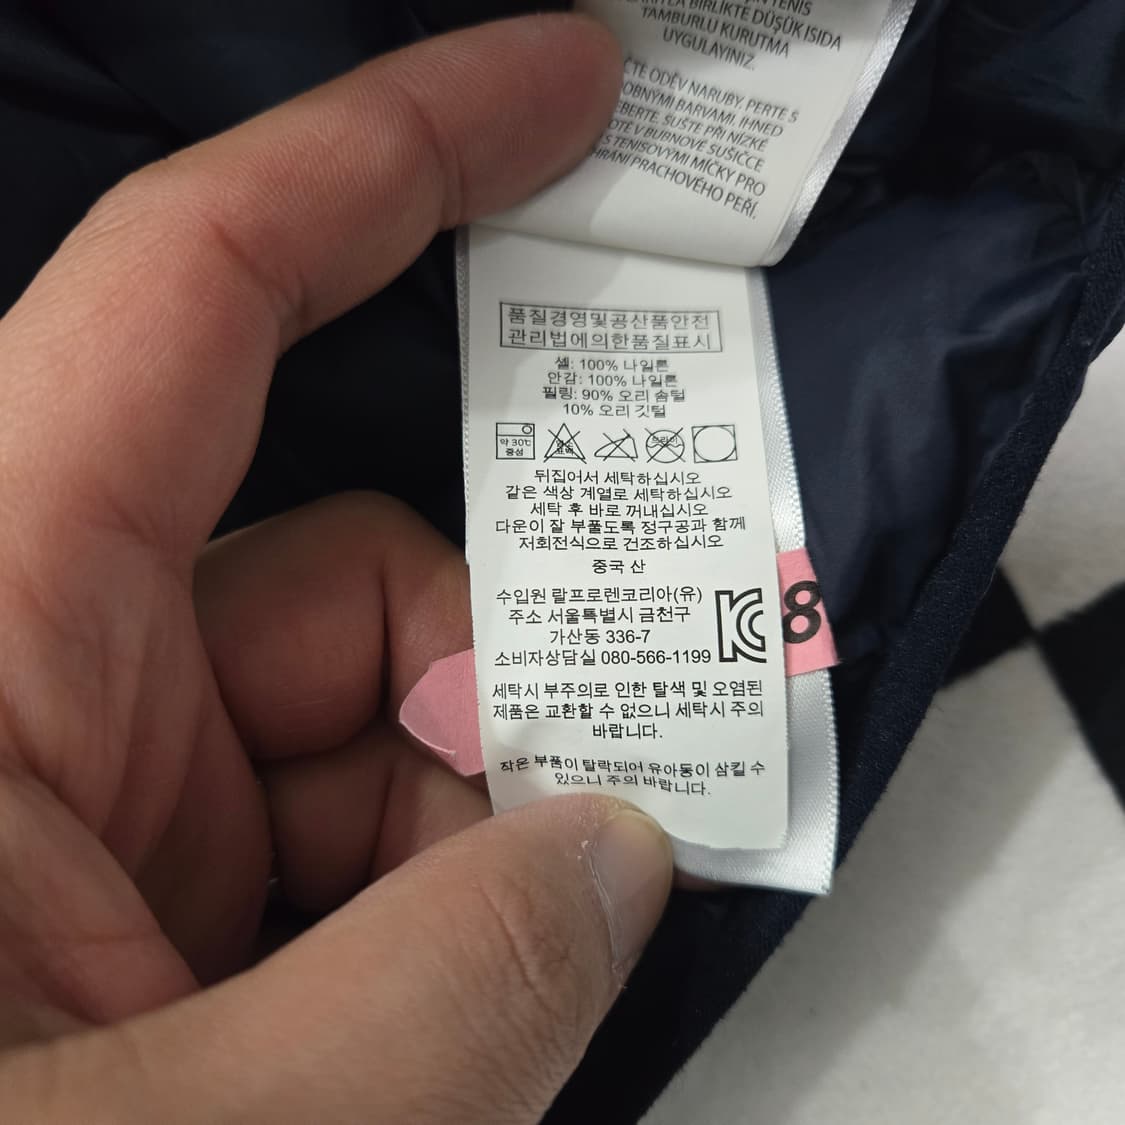 TENİS
BİRLİKTE DÜŞÜK ISIDA
TAMBURLU KURUTMA
UYGULAYINIZ.
ODĚV NARUBY. PERTE S
BARVAMI. IHNED
SUŠTE PŘI NÍZKÉ
V BUBNOVÉ SUŠIČCE
S TENISOVÝMI MÍČKY PRO
PRACHOVÉHO PEŘÍ.
품질경영및공산품안전
관리법에의한품질표시
셸: 100% 나일론
안감: 100% 나일론
필링: 90% 오리 솜털
10% 오리 깃털
약 30℃
중성
뒤집어서 세탁하십시오
같은 색상 계열로 세탁하십시오
세탁 후 바로 꺼내십시오
다운이 잘 부풀도록 정구공과 함께
저회전식으로 건조하십시오
중국 산
수입원 랄프로렌코리아(유)
주소 서울특별시 금천구
가산동 336-7
소비자상담실 080-566-1199
KC
8
세탁시 부주의로 인한 탈색 및 오염된
제품은 교환할 수 없으니 세탁시 주의
바랍니다.
작은 부품이 탈락되어 유아동이 삼킬 수
있으니 주의 바랍니다.